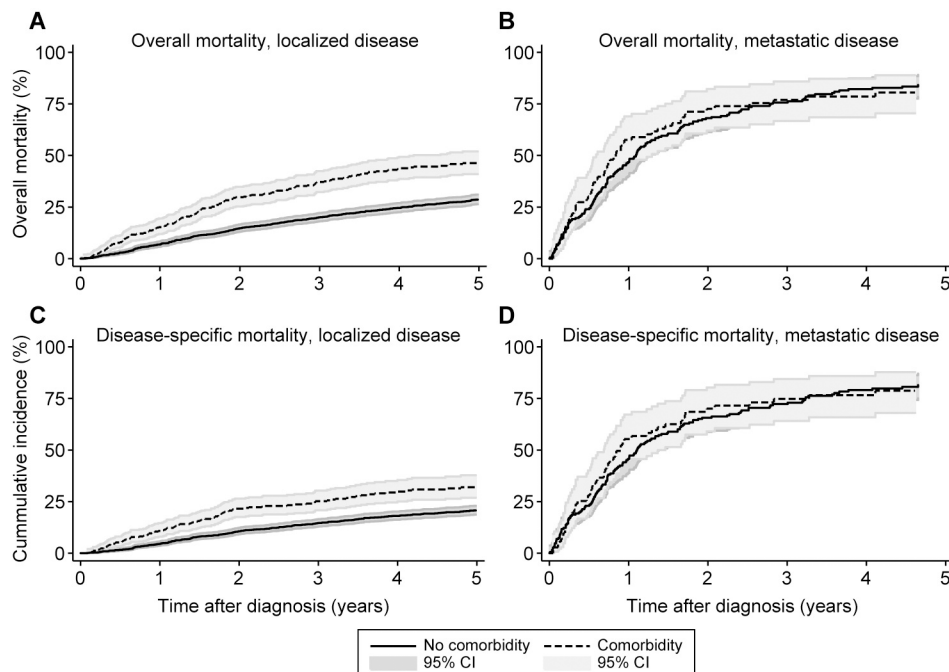 A
Overall mortality, localized disease
Overall mortality (%)
100
75
50
25
0
0 1 2 3 4 5
B
Overall mortality, metastatic disease
100
75
50
25
0
0 1 2 3 4 5
C
Disease-specific mortality, localized disease
Cummulative incidence (%)
100
75
50
25
0
0 1 2 3 4 5
Time after diagnosis (years)
D
Disease-specific mortality, metastatic disease
100
75
50
25
0
0 1 2 3 4 5
Time after diagnosis (years)
No comorbidity Comorbidity
95% CI 95% CI